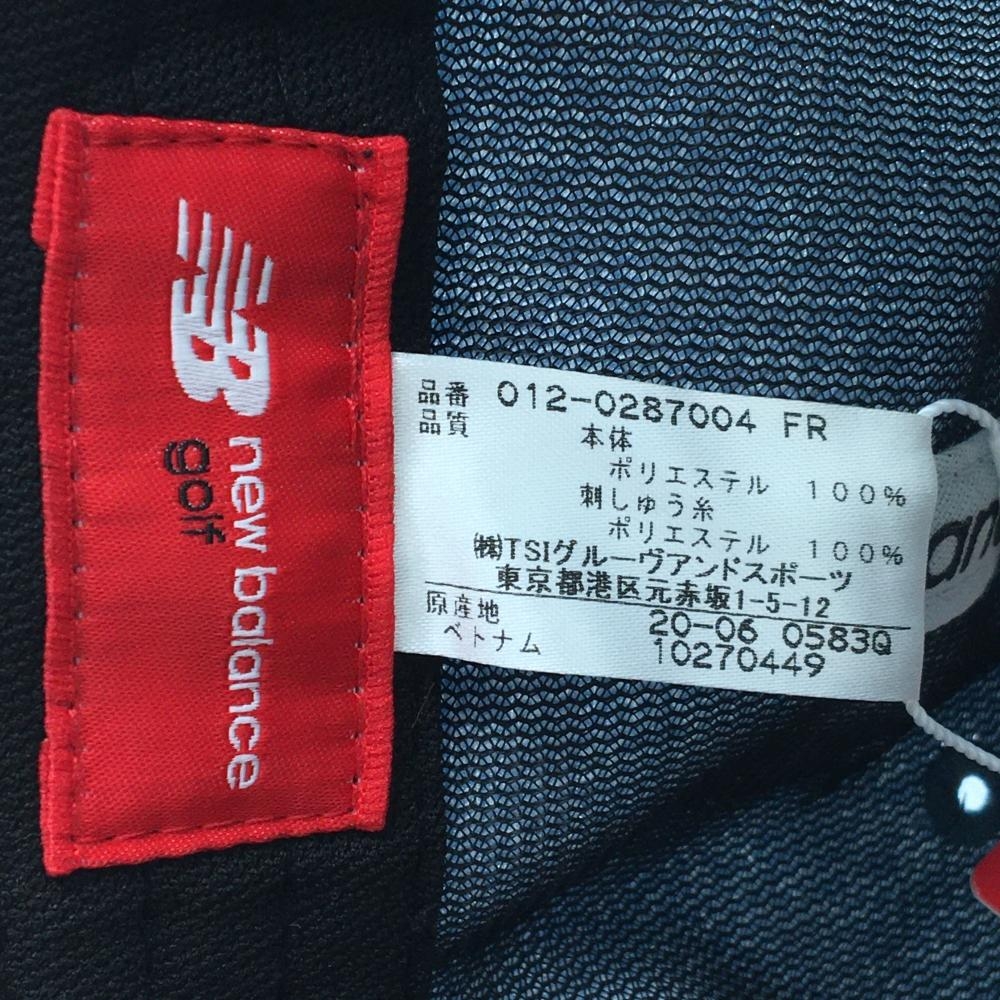 NB new balance
golf
品番 012-0287004 FR
品質
本体
ポリエステル 100%
刺しゅう糸
ポリエステル 100%
㈱TSIグルーヴアンドスポーツ
東京都港区元赤坂1-5-12
原産地 20-06 0583Q
ベトナム 10270449